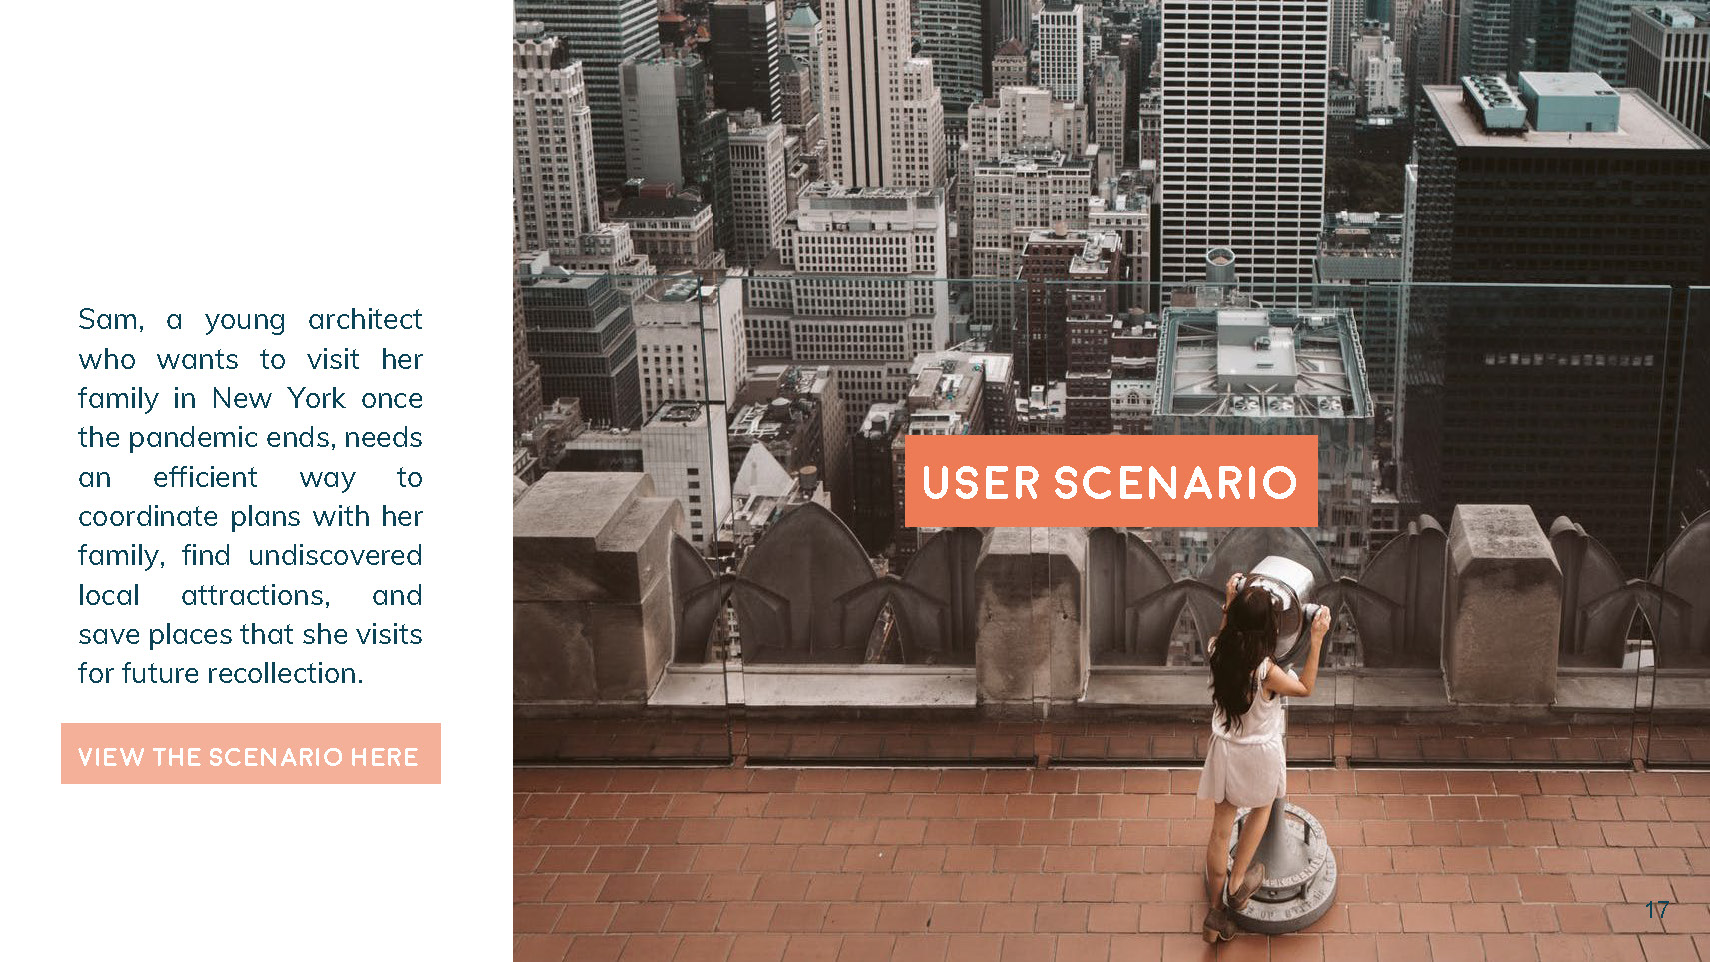 Sam, a young architect
who wants to visit her
family in New York once
the pandemic ends, needs
an efficient way to
coordinate plans with her
family, find undiscovered
local attractions, and
save places that she visits
for future recollection.
VIEW THE SCENARIO HERE
USER SCENARIO
17